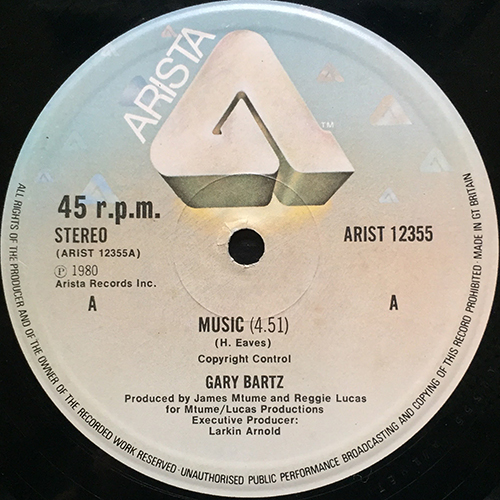 ARISTA
TM
45 r.p.m.
STEREO
(ARIST 12355A)
℗ 1980
Arista Records Inc.
A
ARIST 12355
A
MUSIC (4.51)
(H. Eaves)
Copyright Control
GARY BARTZ
Produced by James Mtume and Reggie Lucas
for Mtume/Lucas Productions
Executive Producer:
Larkin Arnold
ALL RIGHTS OF THE PRODUCER AND OF THE OWNER OF THE RECORDED WORK RESERVED · UNAUTHORISED PUBLIC PERFORMANCE BROADCASTING AND COPYING OF THIS RECORD PROHIBITED · MADE IN GT BRITAIN